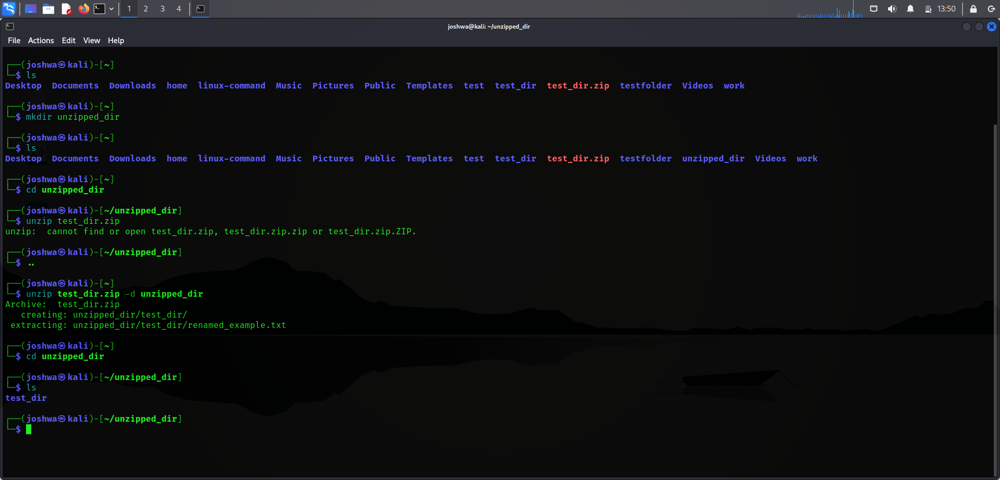 1 2 3 4 13:50
joshwa@kali: ~/unzipped_dir
File Actions Edit View Help
┌──(joshwa㉿kali)-[~]
└─$ ls
Desktop Documents Downloads home linux-command Music Pictures Public Templates test test_dir test_dir.zip testfolder Videos work
┌──(joshwa㉿kali)-[~]
└─$ mkdir unzipped_dir
┌──(joshwa㉿kali)-[~]
└─$ ls
Desktop Documents Downloads home linux-command Music Pictures Public Templates test test_dir test_dir.zip testfolder unzipped_dir Videos work
┌──(joshwa㉿kali)-[~]
└─$ cd unzipped_dir
┌──(joshwa㉿kali)-[~/unzipped_dir]
└─$ unzip test_dir.zip
unzip:  cannot find or open test_dir.zip, test_dir.zip.zip or test_dir.zip.ZIP.
┌──(joshwa㉿kali)-[~/unzipped_dir]
└─$ ..
┌──(joshwa㉿kali)-[~]
└─$ unzip test_dir.zip -d unzipped_dir
Archive:  test_dir.zip
   creating: unzipped_dir/test_dir/
 extracting: unzipped_dir/test_dir/renamed_example.txt
┌──(joshwa㉿kali)-[~]
└─$ cd unzipped_dir
┌──(joshwa㉿kali)-[~/unzipped_dir]
└─$ ls
test_dir
┌──(joshwa㉿kali)-[~/unzipped_dir]
└─$